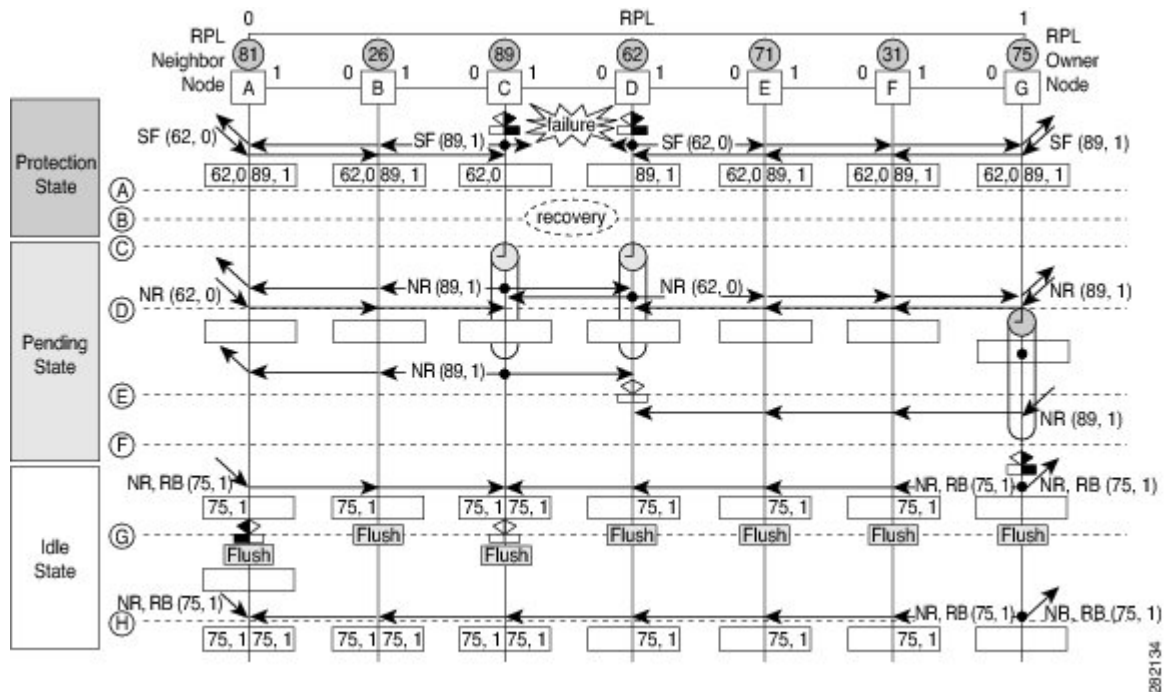 0 RPL 1
RPL Neighbor Node
RPL Owner Node
81 26 89 62 71 31 75
A 1 0 B 1 0 C 1 0 D 1 0 E 1 0 F 1 0 G
Protection State
SF (62, 0) SF (89, 1) failure SF (62, 0) SF (89, 1)
62,0 89, 1 62,0 89, 1 62,0 89, 1 62,0 89, 1 62,0 89, 1 62,0 89, 1
A
B recovery
C
Pending State
NR (89, 1) NR (62, 0)
D NR (62, 0) NR (89, 1)
NR (89, 1)
E
NR (89, 1)
F
Idle State
NR, RB (75, 1) NR, RB (75, 1) NR, RB (75, 1)
75, 1 75, 1 75, 1 75, 1 75, 1 75, 1 75, 1
G Flush Flush Flush Flush Flush Flush
NR, RB (75, 1) NR, RB (75, 1) NR, RB (75, 1)
H
75, 1 75, 1 75, 1 75, 1 75, 1 75, 1 75, 1 75, 1 75, 1
282134